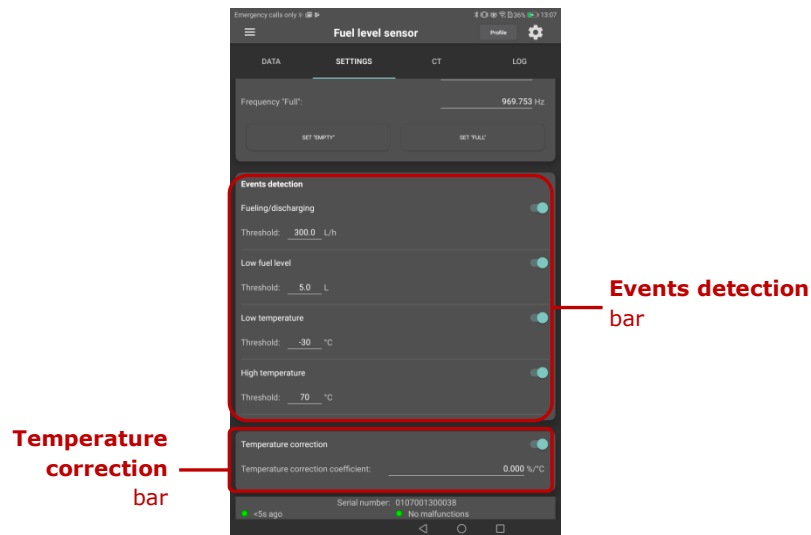 Emergency calls only
36% 13:07
Fuel level sensor
Profile
DATA SETTINGS CT LOG
Frequency "Full": 969.753 Hz
SET "EMPTY" SET "FULL"
Events detection
Fueling/discharging
Threshold: 300.0 L/h
Low fuel level
Threshold: 5.0 L
Low temperature
Threshold: -30 °C
High temperature
Threshold: 70 °C
Temperature correction
Temperature correction coefficient: 0.000 %/°C
Serial number: 0107001300038
<5s ago No malfunctions
Events detection
bar
Temperature
correction
bar